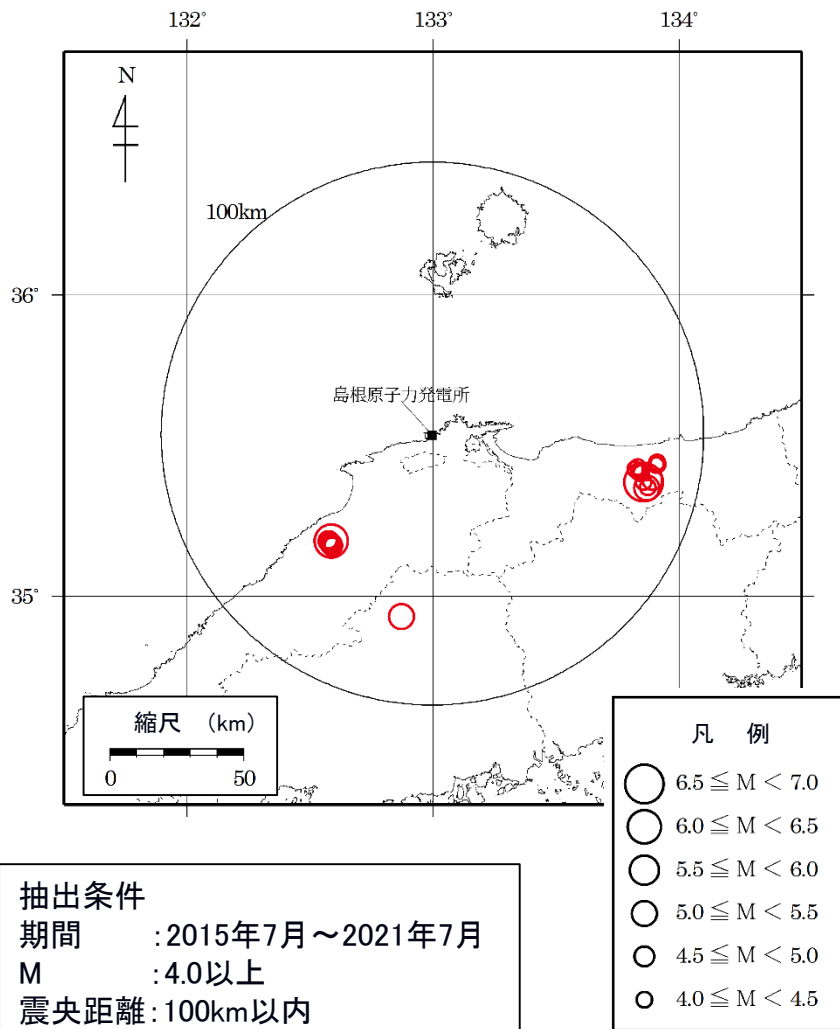 132° 133° 134°
N
100km
36°
島根原子力発電所
35°
縮尺 (km)
0 50
凡 例
6.5 ≦ M < 7.0
6.0 ≦ M < 6.5
5.5 ≦ M < 6.0
5.0 ≦ M < 5.5
4.5 ≦ M < 5.0
4.0 ≦ M < 4.5
抽出条件
期間 :2015年7月~2021年7月
M :4.0以上
震央距離:100km以内